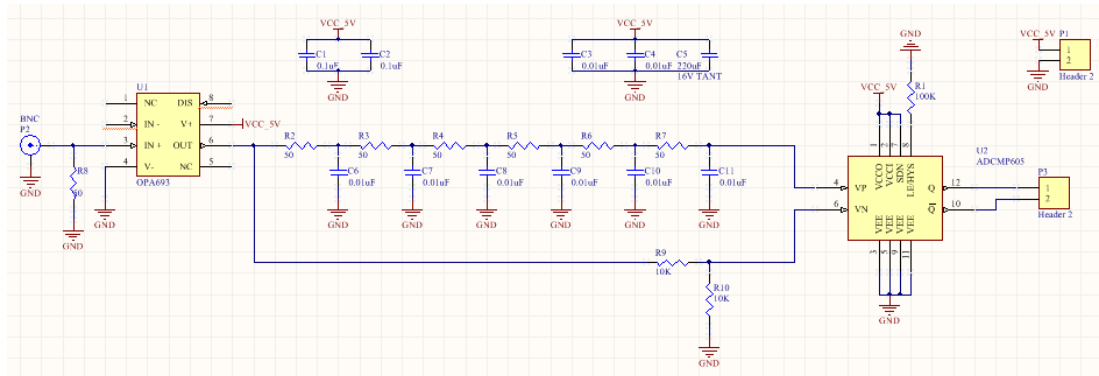 VCC_5V
C1
0.1uF
C2
0.1uF
GND
VCC_5V
C3
0.01uF
C4
0.01uF
C5
220uF
16V TANT
GND
GND
R1
100K
VCC_5V
P1
1
2
Header 2
GND
U1
1
NC
DIS
8
2
IN -
V+
7
VCC_5V
3
IN +
OUT
6
4
V-
NC
5
OPA693
BNC
P2
GND
R8
50
GND
GND
R2
50
R3
50
R4
50
R5
50
R6
50
R7
50
C6
0.01uF
C7
0.01uF
C8
0.01uF
C9
0.01uF
C10
0.01uF
C11
0.01uF
GND
GND
GND
GND
GND
GND
R9
10K
R10
10K
GND
VCC_5V
U2
ADCMP605
1
8
VCCO
VCCI
SDN
LE/HYS
4
VP
6
VN
Q
12
Q
10
VEE
VEE
VEE
VEE
3
5
9
11
GND
P3
1
2
Header 2